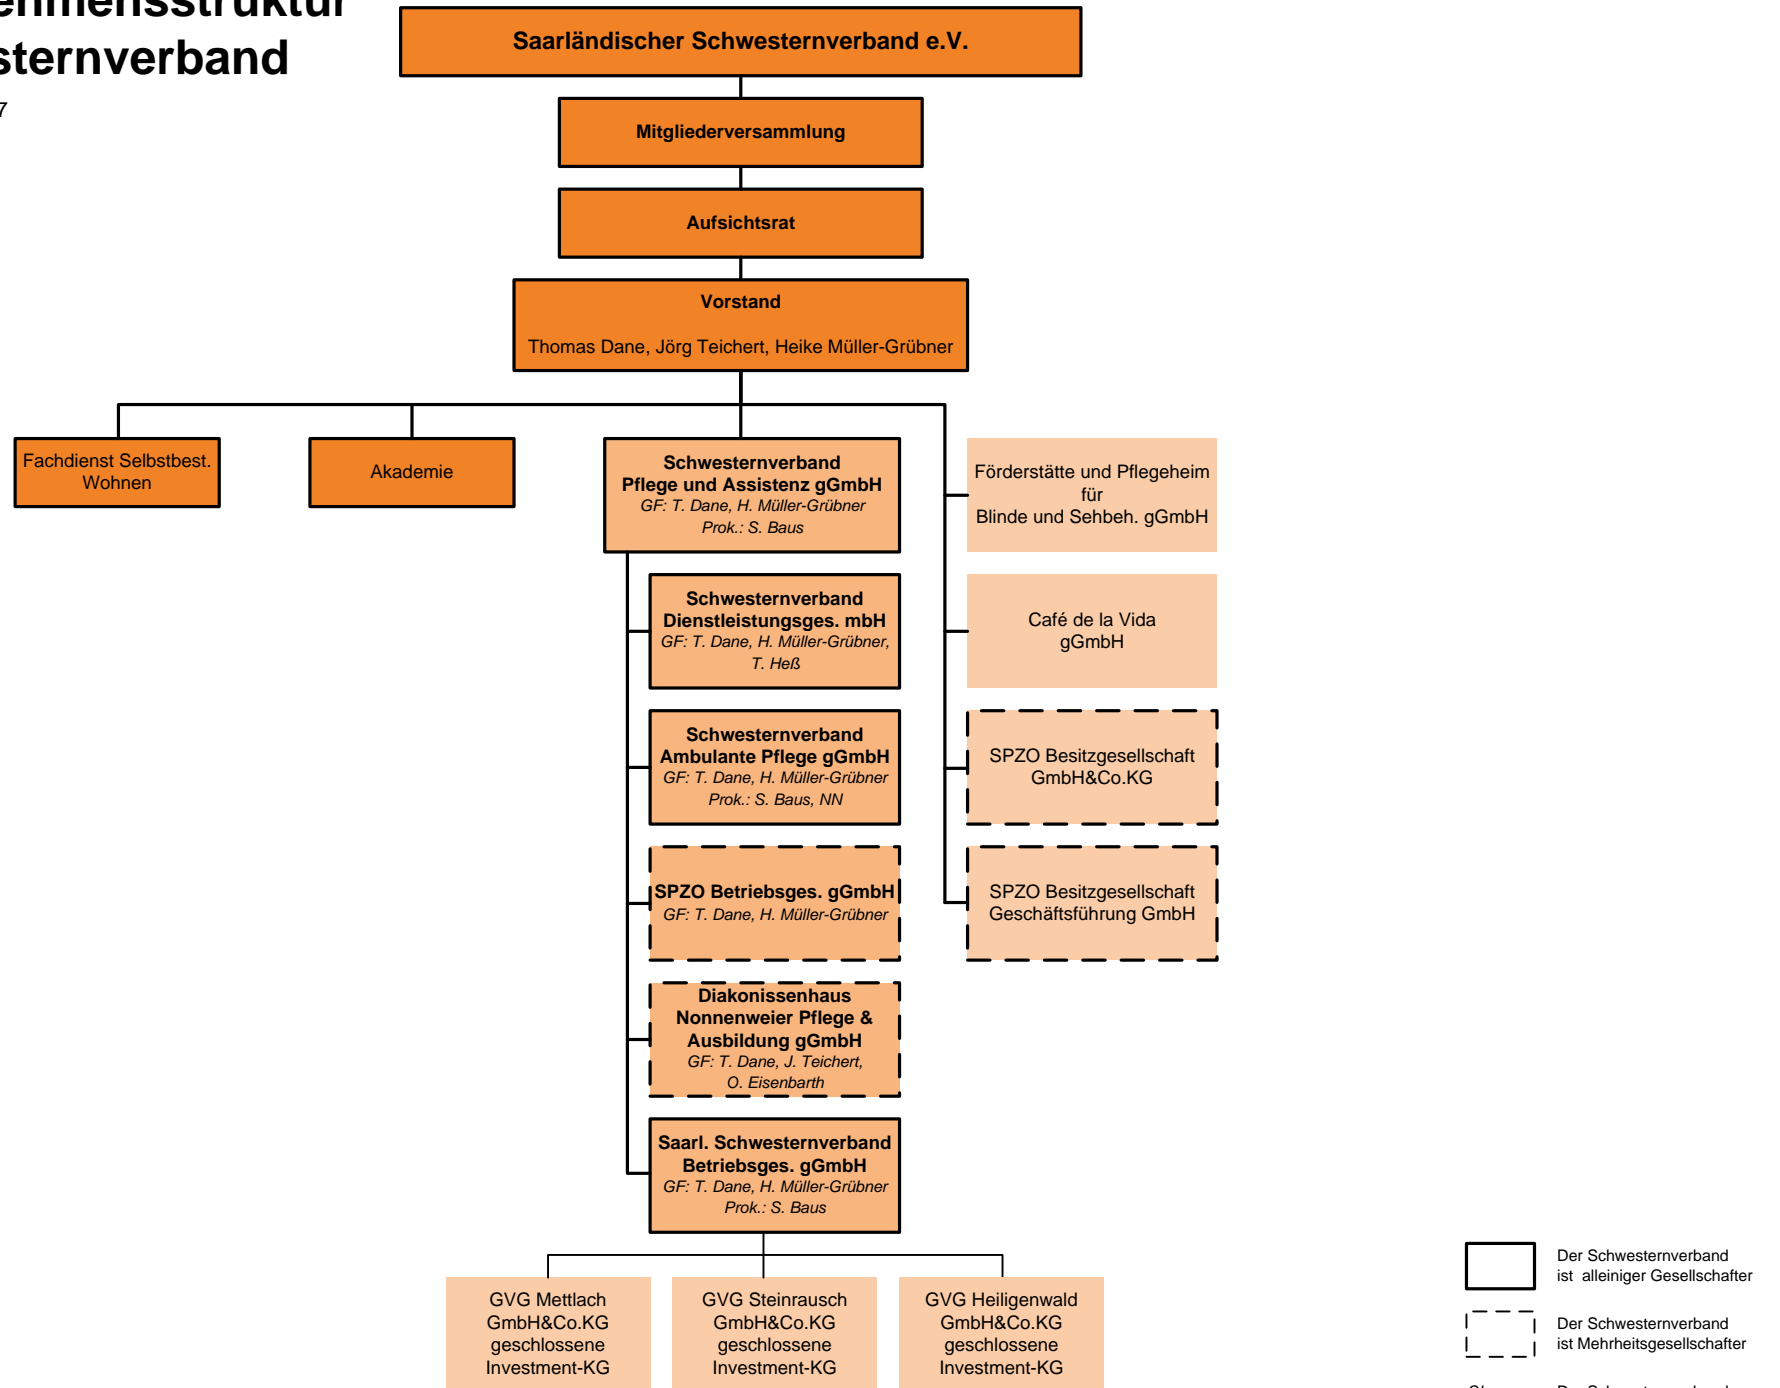 sternverband
7
Saarländischer Schwesternverband e.V.
Mitgliederversammlung
Aufsichtsrat
Vorstand
Thomas Dane, Jörg Teichert, Heike Müller-Grübner
Fachdienst Selbstbest.
Wohnen
Akademie
Schwesternverband
Pflege und Assistenz gGmbH
GF: T. Dane, H. Müller-Grübner
Prok.: S. Baus
Förderstätte und Pflegeheim
für
Blinde und Sehbeh. gGmbH
Schwesternverband
Dienstleistungsges. mbH
GF: T. Dane, H. Müller-Grübner,
T. Heß
Café de la Vida
gGmbH
Schwesternverband
Ambulante Pflege gGmbH
GF: T. Dane, H. Müller-Grübner
Prok.: S. Baus, NN
SPZO Besitzgesellschaft
GmbH&Co.KG
SPZO Betriebsges. gGmbH
GF: T. Dane, H. Müller-Grübner
SPZO Besitzgesellschaft
Geschäftsführung GmbH
Diakonissenhaus
Nonnenweier Pflege &
Ausbildung gGmbH
GF: T. Dane, J. Teichert,
O. Eisenbarth
Saarl. Schwesternverband
Betriebsges. gGmbH
GF: T. Dane, H. Müller-Grübner
Prok.: S. Baus
GVG Mettlach
GmbH&Co.KG
geschlossene
Investment-KG
GVG Steinrausch
GmbH&Co.KG
geschlossene
Investment-KG
GVG Heiligenwald
GmbH&Co.KG
geschlossene
Investment-KG
Der Schwesternverband
ist alleiniger Gesellschafter
Der Schwesternverband
ist Mehrheitsgesellschafter